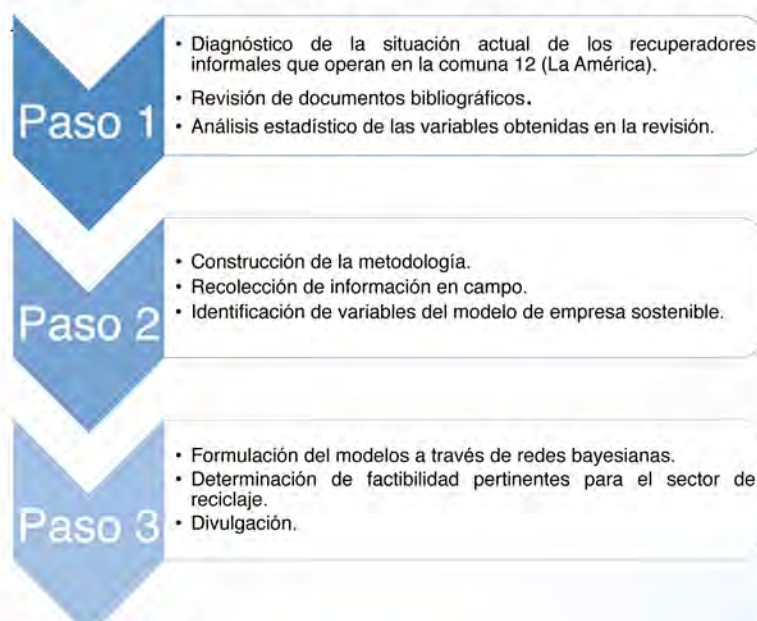 Paso 1
• Diagnóstico de la situación actual de los recuperadores
informales que operan en la comuna 12 (La América).
• Revisión de documentos bibliográficos.
• Análisis estadístico de las variables obtenidas en la revisión.
Paso 2
• Construcción de la metodología.
• Recolección de información en campo.
• Identificación de variables del modelo de empresa sostenible.
Paso 3
• Formulación del modelos a través de redes bayesianas.
• Determinación de factibilidad pertinentes para el sector de
reciclaje.
• Divulgación.